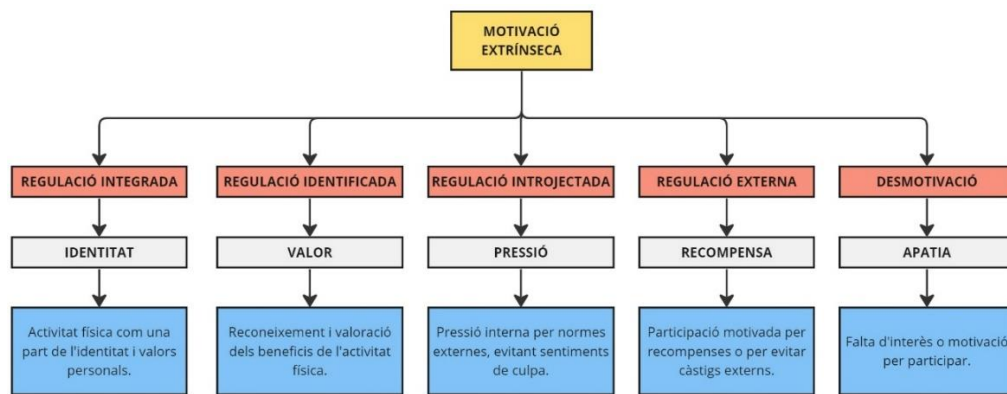 MOTIVACIÓ
EXTRÍNSECA
REGULACIÓ INTEGRADA
REGULACIÓ IDENTIFICADA
REGULACIÓ INTROJECTADA
REGULACIÓ EXTERNA
DESMOTIVACIÓ
IDENTITAT
VALOR
PRESSIÓ
RECOMPENSA
APATIA
Activitat física com una
part de l'identitat i valors
personals.
Reconeixement i valoració
dels beneficis de l'activitat
física.
Pressió interna per normes
externes, evitant sentiments
de culpa.
Participació motivada per
recompenses o per evitar
càstigs externs.
Falta d'interès o motivació
per participar.